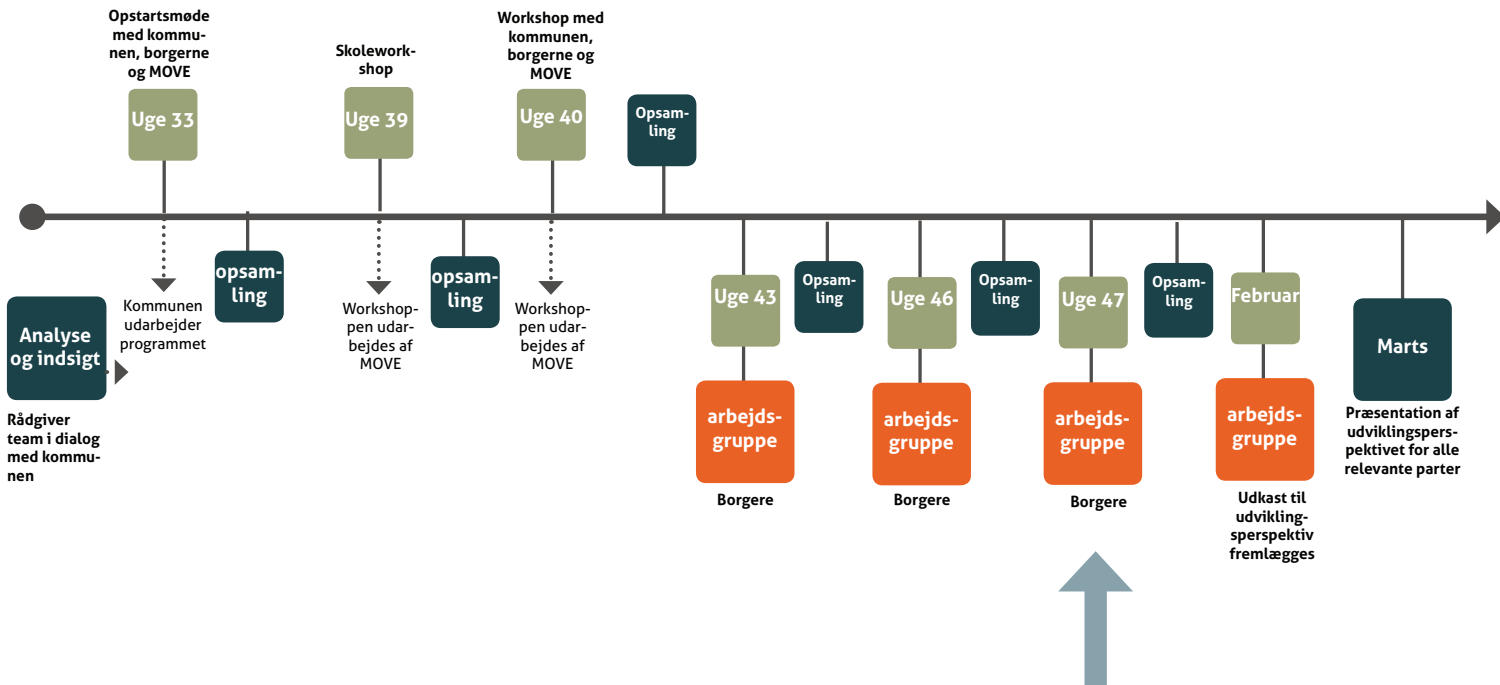 Opstartsmøde
med kommu-
nen, borgerne
og MOVE
Uge 33
Kommunen
udarbejder
programmet
Analyse
og indsigt
Rådgiver
team i dialog
med kommu-
nen
opsam-
ling
Skolework-
shop
Uge 39
Workshop-
pen udar-
bejdes af
MOVE
opsam-
ling
Workshop med
kommunen,
borgerne og
MOVE
Uge 40
Workshop-
pen udar-
bejdes af
MOVE
Opsam-
ling
Uge 43
arbejds-
gruppe
Borgere
Opsam-
ling
Uge 46
arbejds-
gruppe
Borgere
Opsam-
ling
Uge 47
arbejds-
gruppe
Borgere
Opsam-
ling
Februar
arbejds-
gruppe
Udkast til
udvikling-
sperspektiv
fremlægges
Marts
Præsentation af
udviklingspers-
pektivet for alle
relevante parter